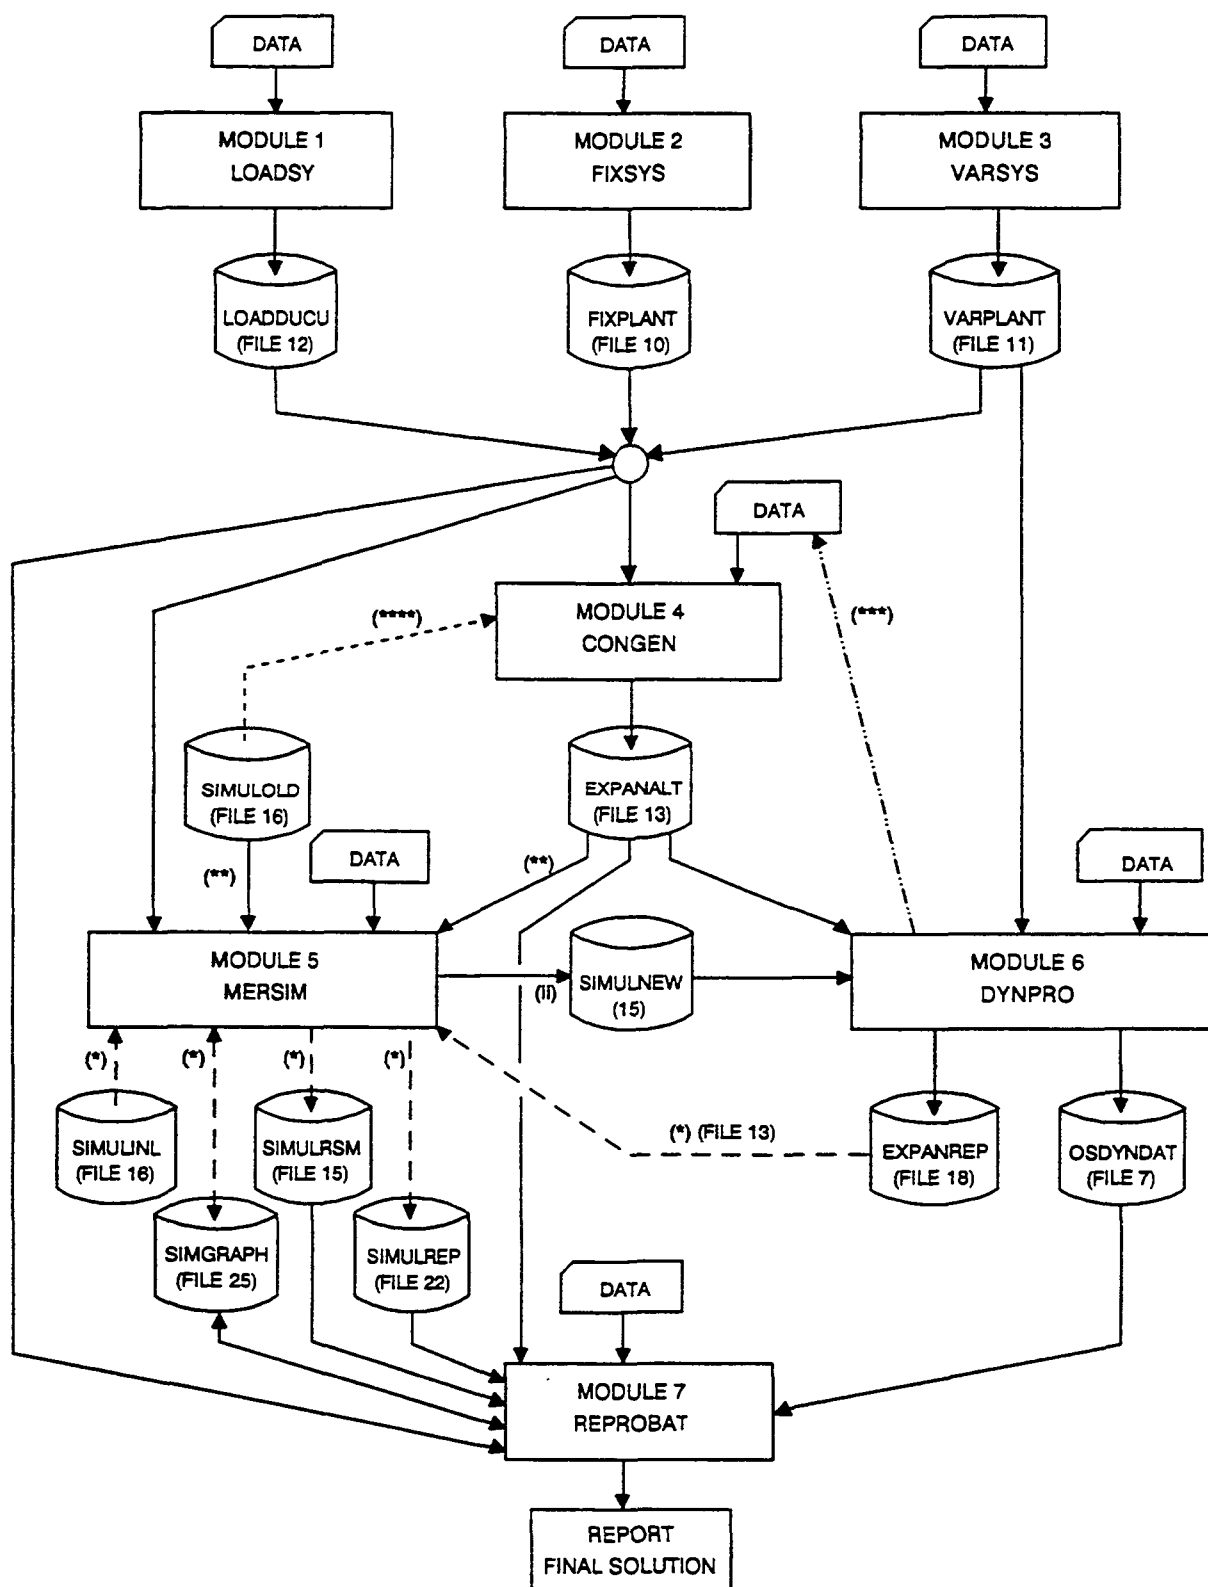 DATA
DATA
DATA
MODULE 1
LOADSY
MODULE 2
FIXSYS
MODULE 3
VARSYS
LOADDUCU
(FILE 12)
FIXPLANT
(FILE 10)
VARPLANT
(FILE 11)
DATA
MODULE 4
CONGEN
(****)
(***)
SIMULOLD
(FILE 16)
EXPANALT
(FILE 13)
(**)
DATA
(**)
DATA
MODULE 5
MERSIM
(ii)
SIMULNEW
(15)
MODULE 6
DYNPRO
(*)
(*)
(*)
(*)
SIMULINL
(FILE 16)
SIMULRSM
(FILE 15)
(*) (FILE 13)
EXPANREP
(FILE 18)
OSDYNDAT
(FILE 7)
SIMGRAPH
(FILE 25)
SIMULREP
(FILE 22)
DATA
MODULE 7
REPROBAT
REPORT
FINAL SOLUTION